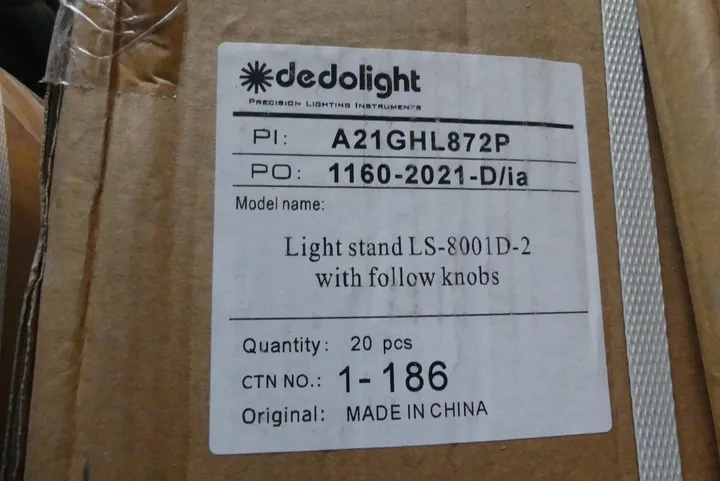 dedolight
PRECISION LIGHTING INSTRUMENTS
PI: A21GHL872P
PO: 1160-2021-D/ia
Model name:
Light stand LS-8001D-2
with follow knobs
Quantity: 20 pcs
CTN NO.: 1-186
Original: MADE IN CHINA